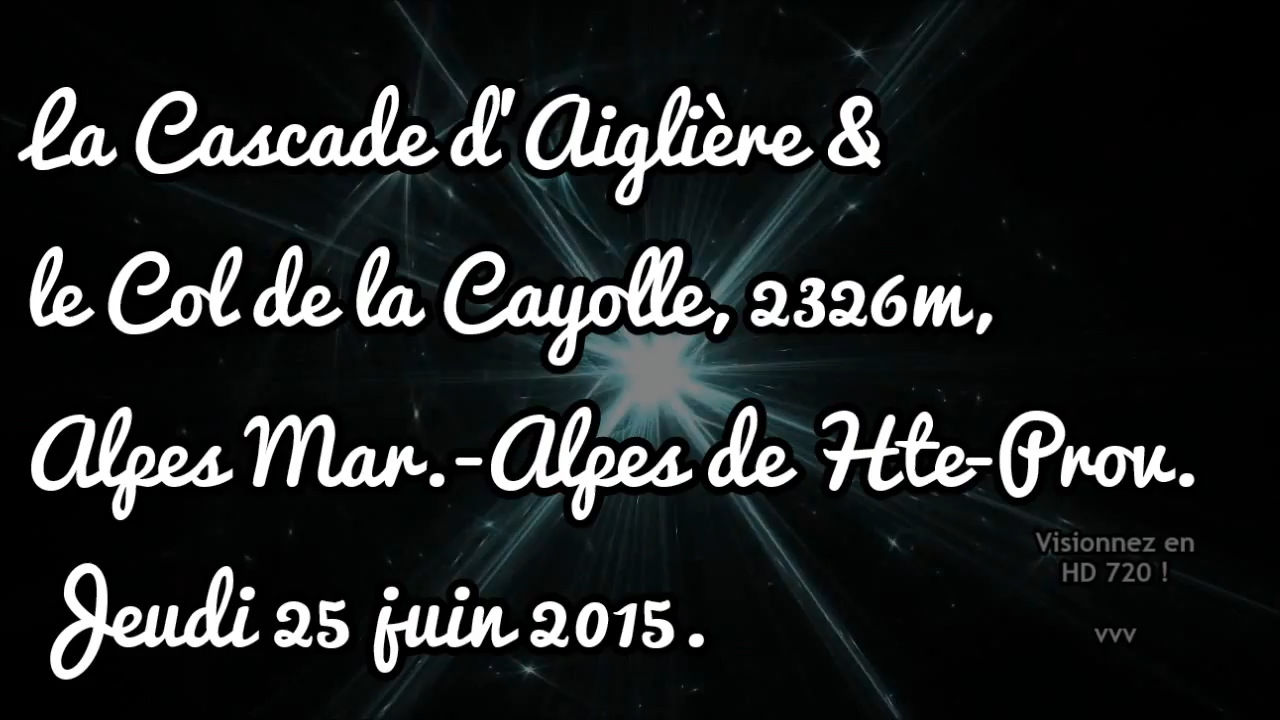 La Cascade d'Aiglière &
le Col de la Cayolle, 2326m,
Alpes Mar.-Alpes de Hte-Prov.
Jeudi 25 juin 2015.
Visionnez en
HD 720 !
vvv